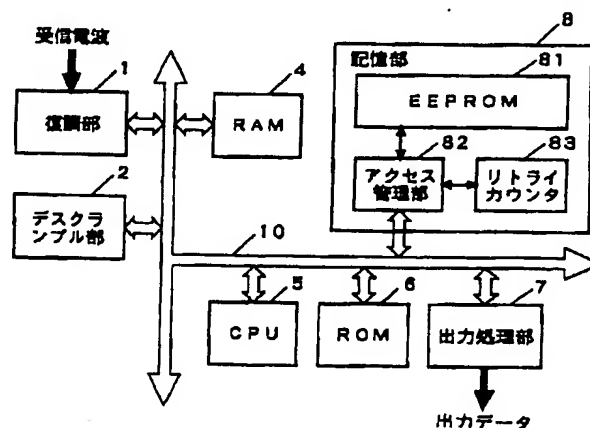 受信電波
1
復調部
4
RAM
2
デスクラ
ンブル部
10
8
記憶部
81
EEPROM
82
アクセス
管理部
83
リトライ
カウンタ
5
CPU
6
ROM
7
出力処理部
出力データ